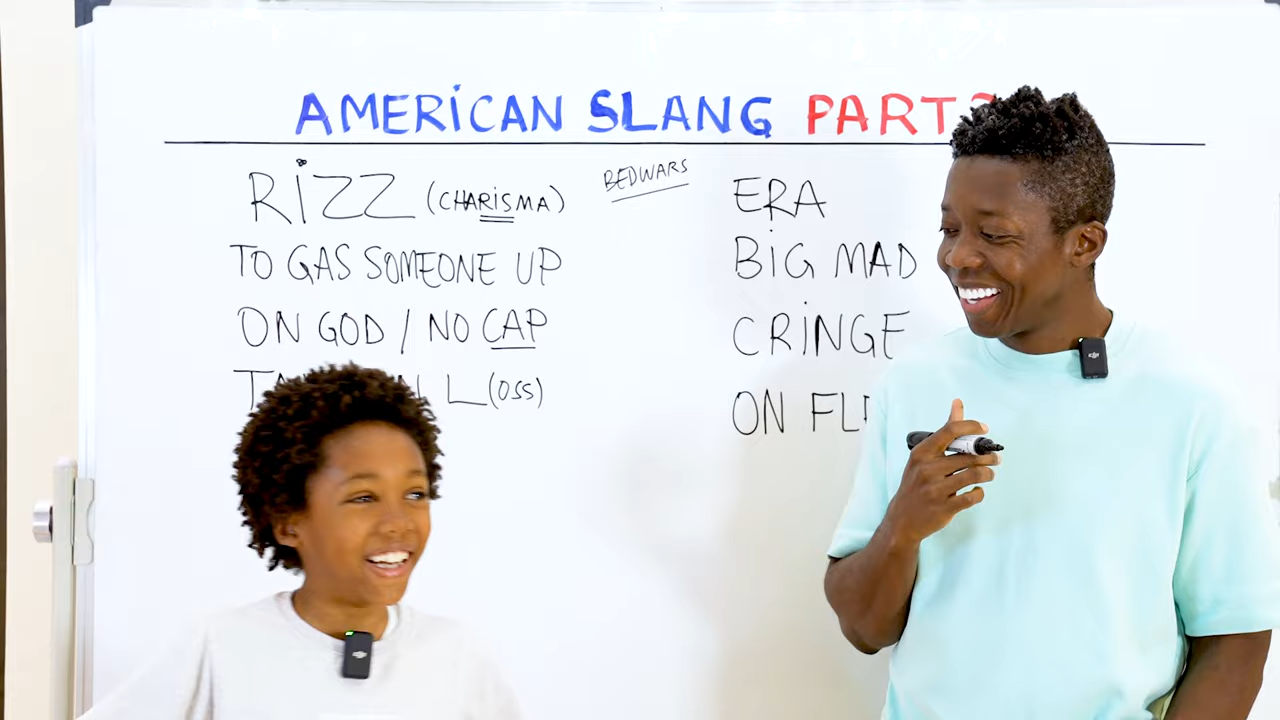 AMERICAN SLANG PART
RIZZ (CHARISMA)
TO GAS SOMEONE UP
ON GOD / NO CAP
L (OSS)
BEDWARS
ERA
BIG MAD
CRINGE
ON